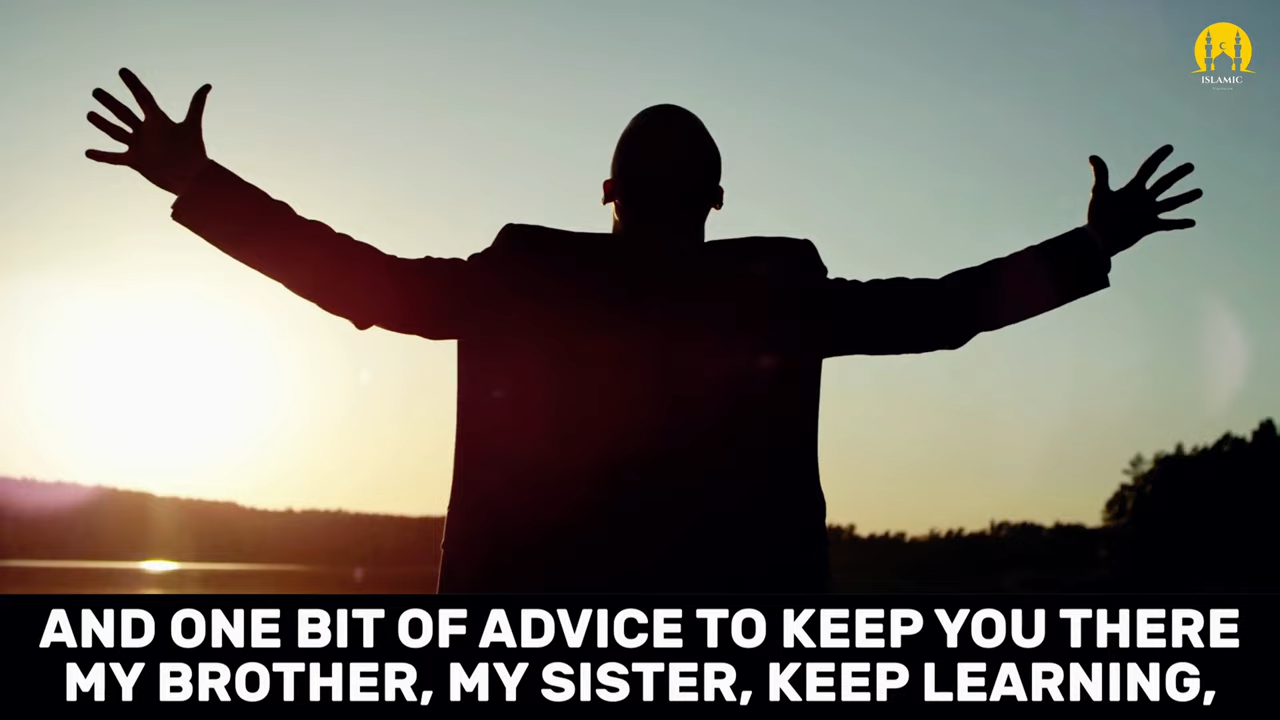 ISLAMIC
AND ONE BIT OF ADVICE TO KEEP YOU THERE
MY BROTHER, MY SISTER, KEEP LEARNING,